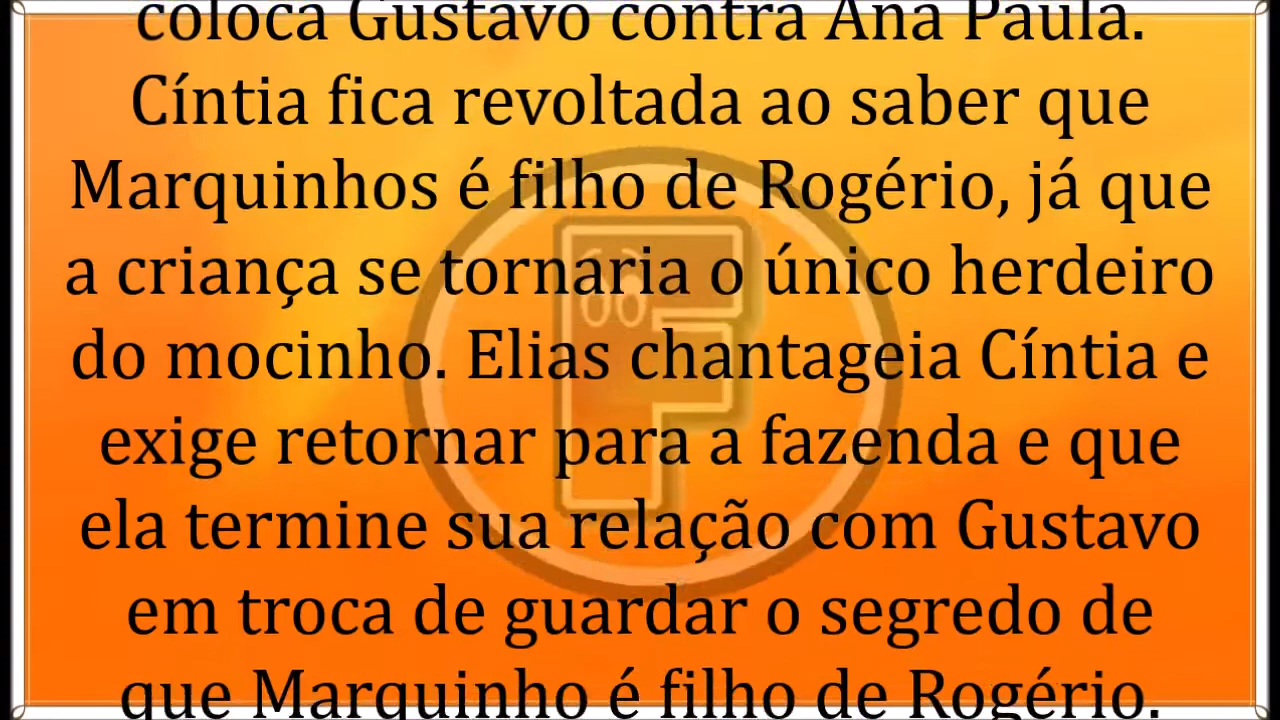 coloca Gustavo contra Ana Paula.
Cíntia fica revoltada ao saber que
Marquinhos é filho de Rogério, já que
a criança se tornaria o único herdeiro
do mocinho. Elias chantageia Cíntia e
exige retornar para a fazenda e que
ela termine sua relação com Gustavo
em troca de guardar o segredo de
que Marquinho é filho de Rogério.